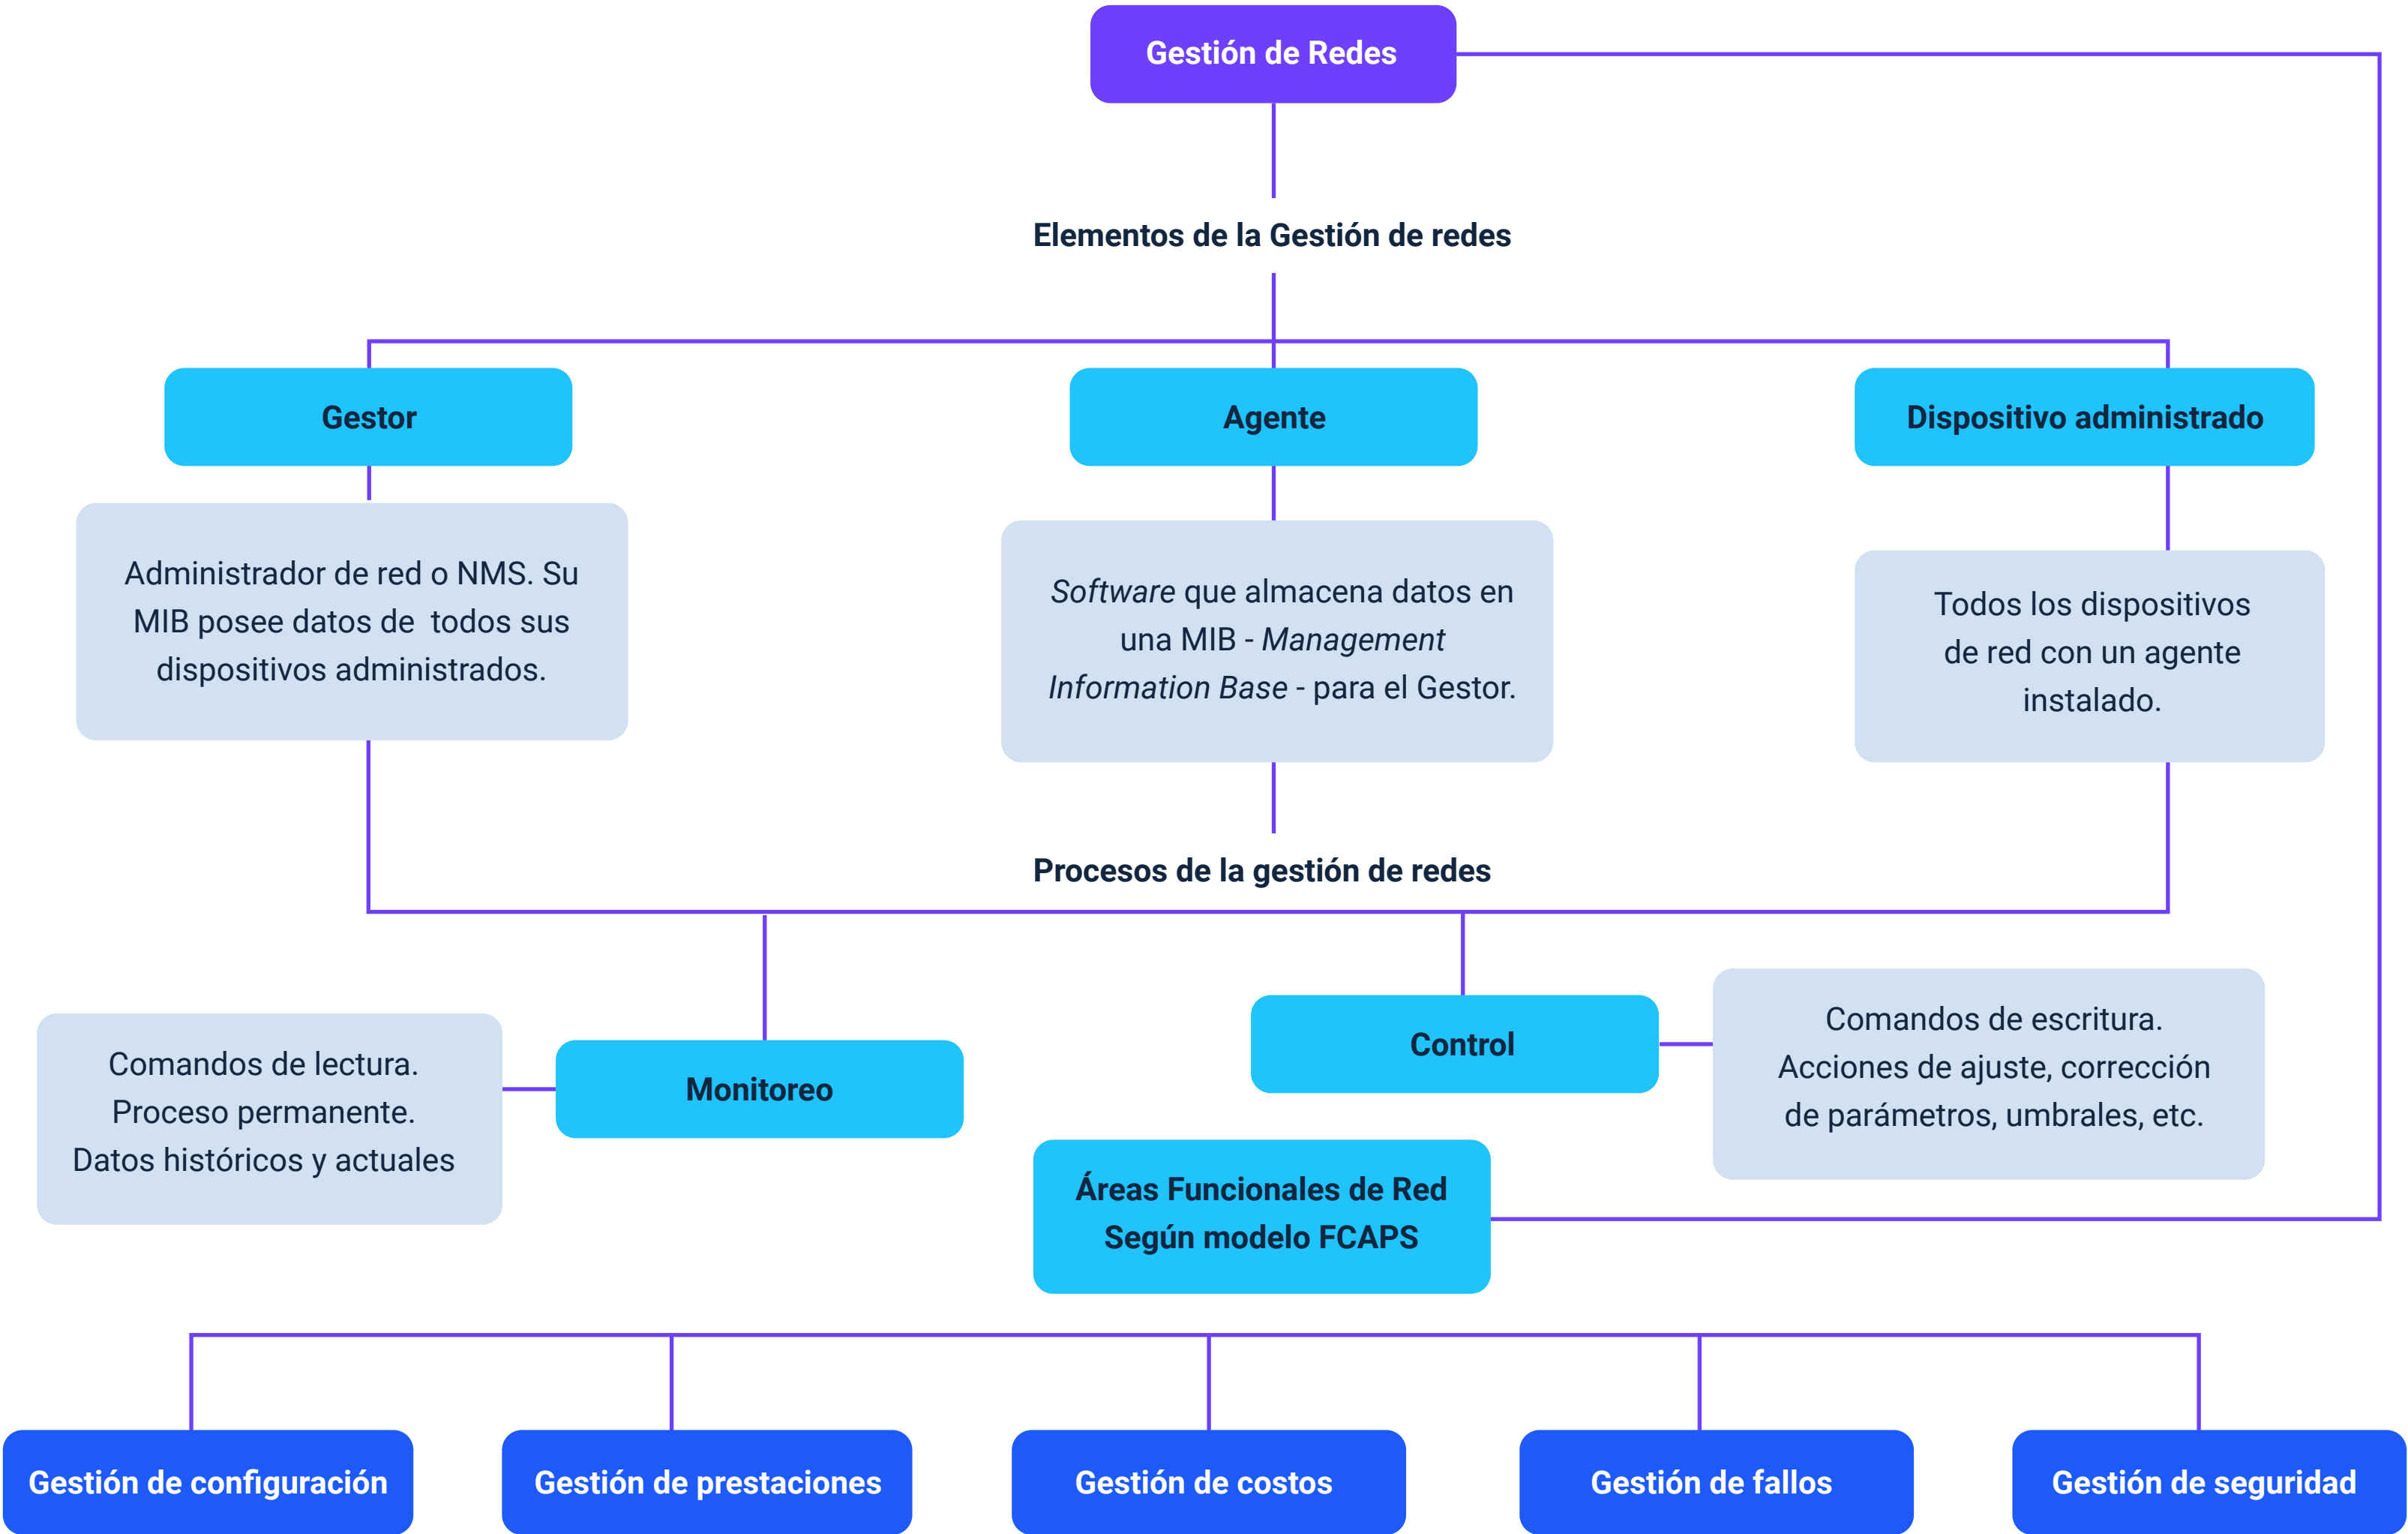 Gestión de Redes
Elementos de la Gestión de redes
Gestor
Agente
Dispositivo administrado
Administrador de red o NMS. Su
MIB posee datos de todos sus
dispositivos administrados.
Software que almacena datos en
una MIB - Management
Information Base - para el Gestor.
Todos los dispositivos
de red con un agente
instalado.
Procesos de la gestión de redes
Comandos de lectura.
Proceso permanente.
Datos históricos y actuales
Monitoreo
Control
Comandos de escritura.
Acciones de ajuste, corrección
de parámetros, umbrales, etc.
Áreas Funcionales de Red
Según modelo FCAPS
Gestión de configuración
Gestión de prestaciones
Gestión de costos
Gestión de fallos
Gestión de seguridad